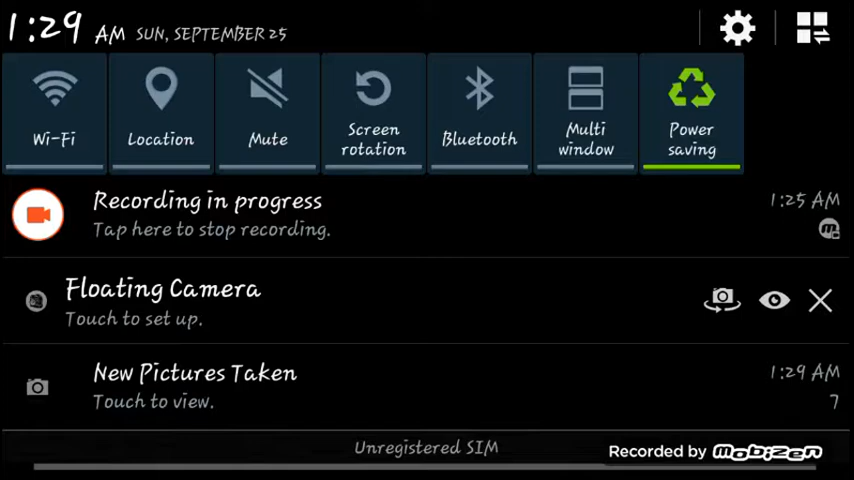 1:29 AM SUN, SEPTEMBER 25
Wi-Fi
Location
Mute
Screen
rotation
Bluetooth
Multi
window
Power
saving
Recording in progress
1:25 AM
Tap here to stop recording.
Floating Camera
Touch to set up.
New Pictures Taken
1:29 AM
Touch to view.
7
Unregistered SIM
Recorded by mobizen